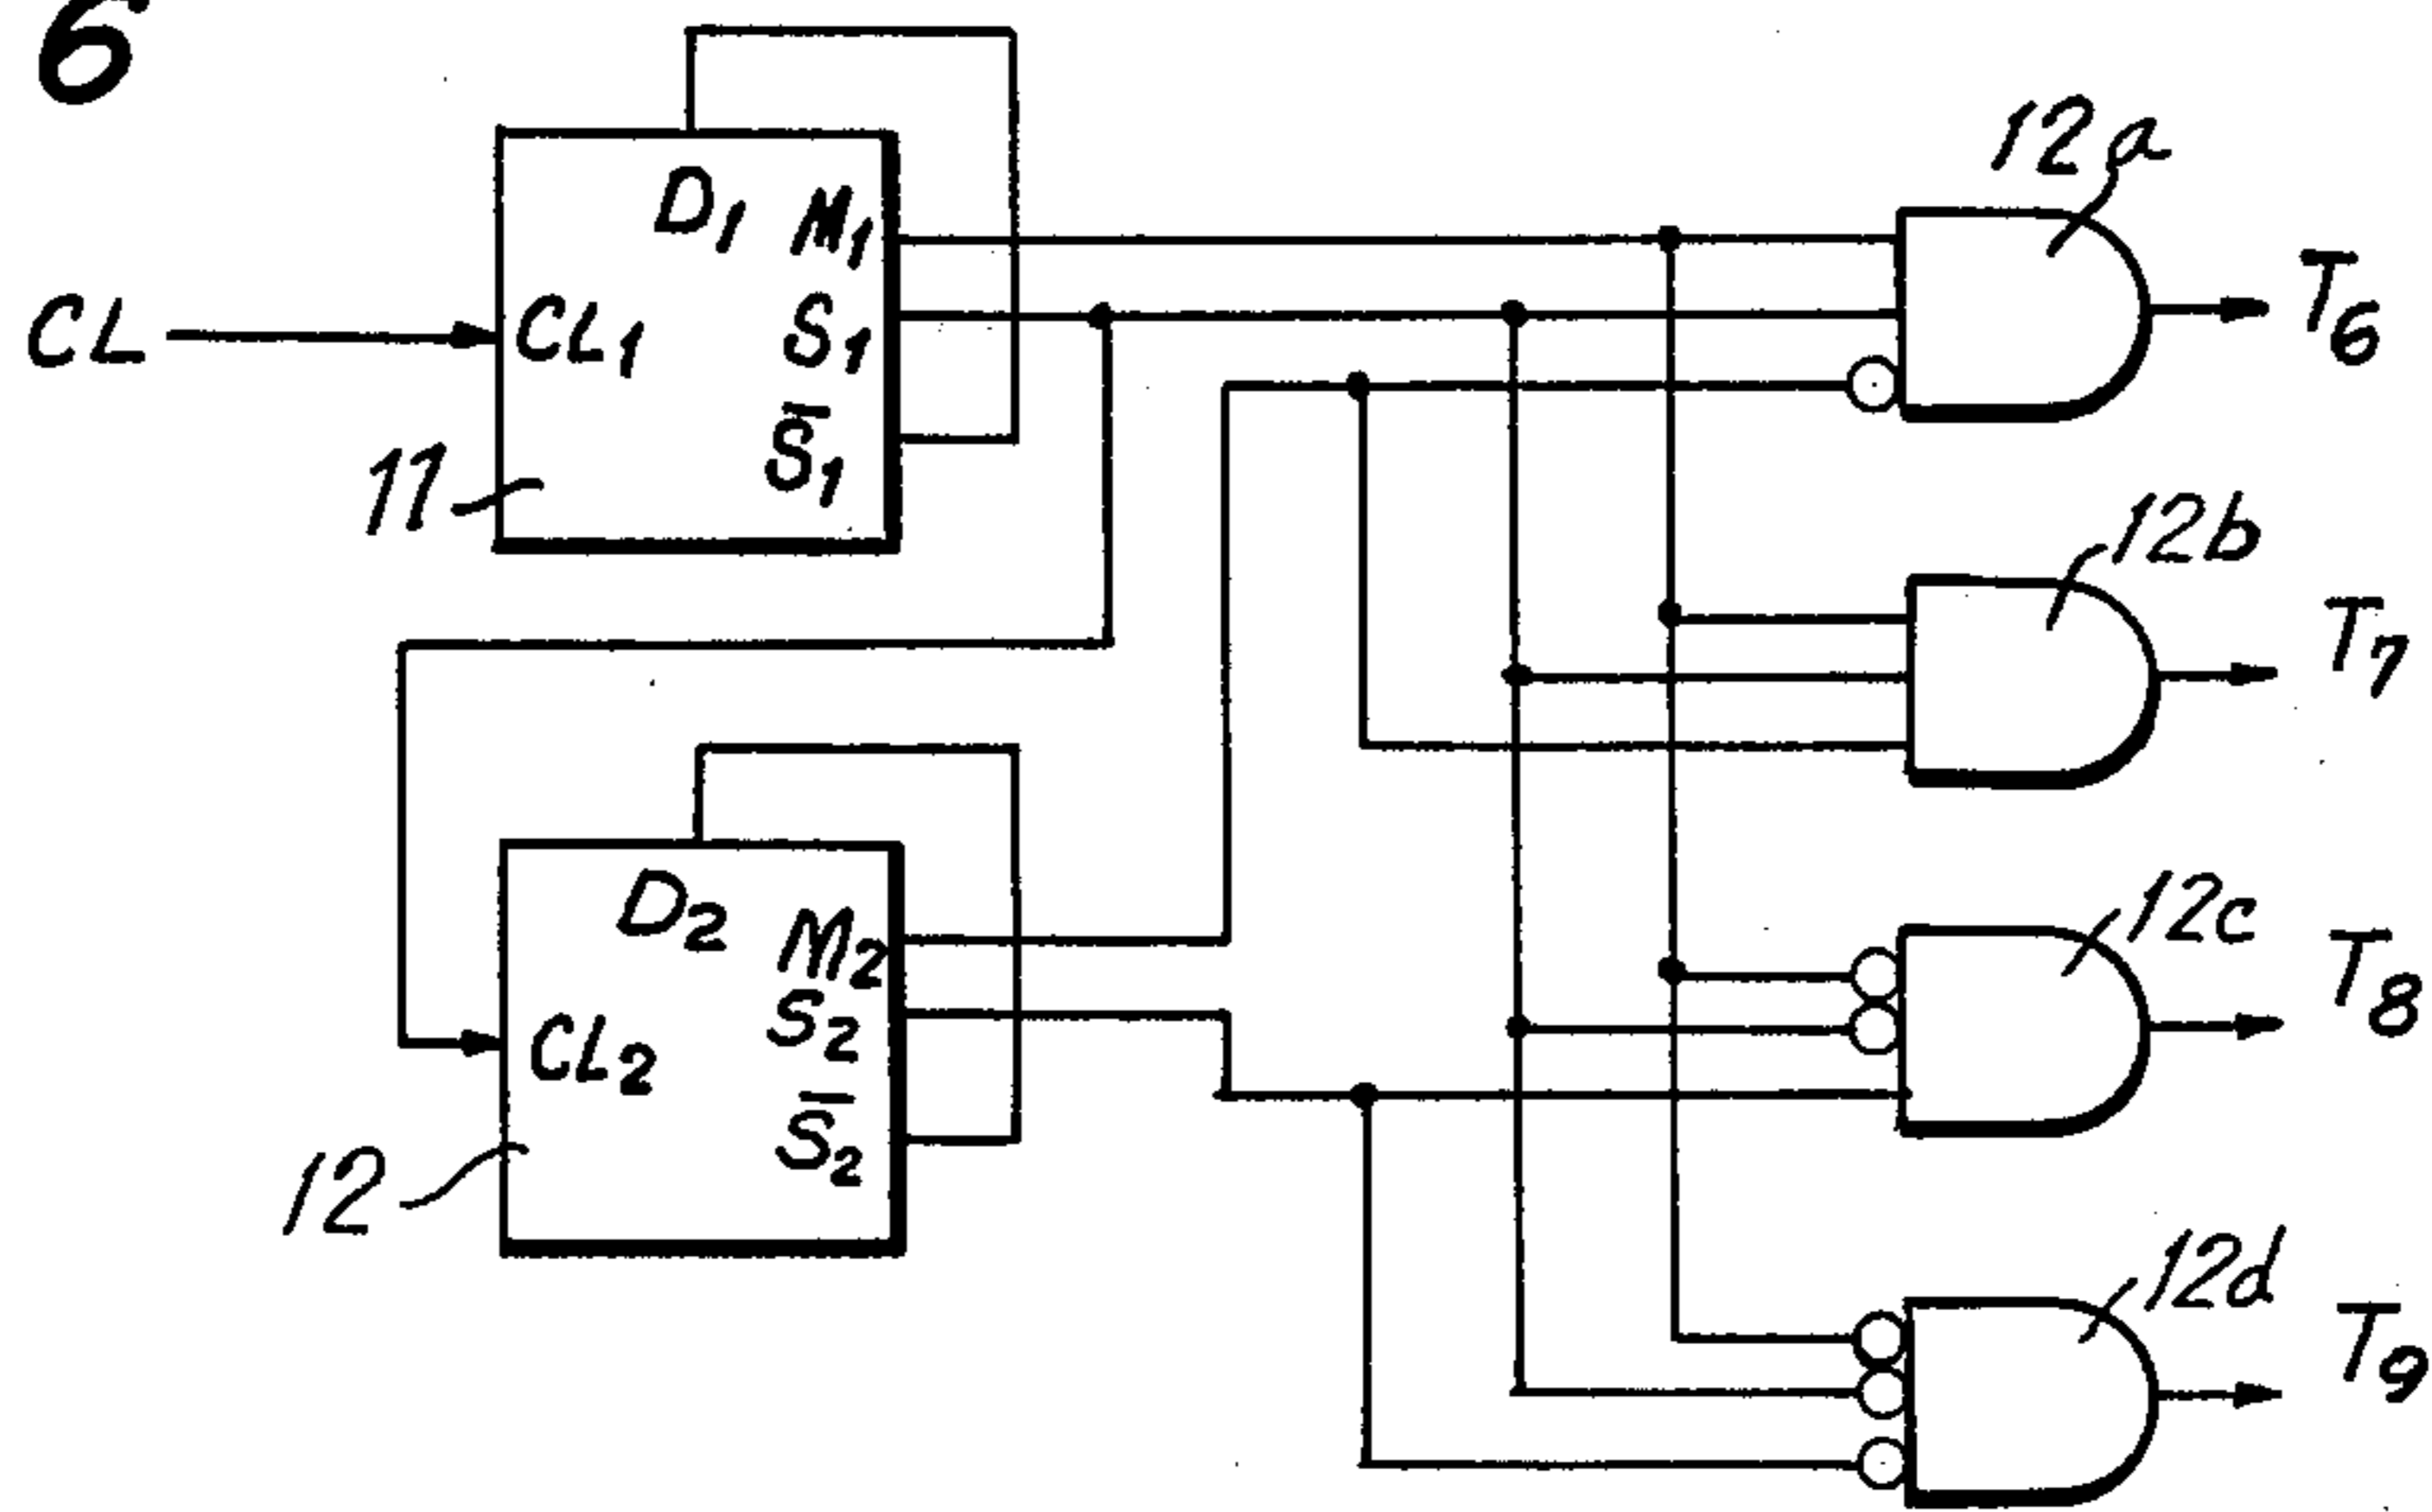 6
12a
D₁
M₁
CL
CL₁
S₁
T₆
S̄₁
11
12b
T₇
12c
D₂
M₂
T₈
S₂
CL₂
S̄₂
12
12d
T₉